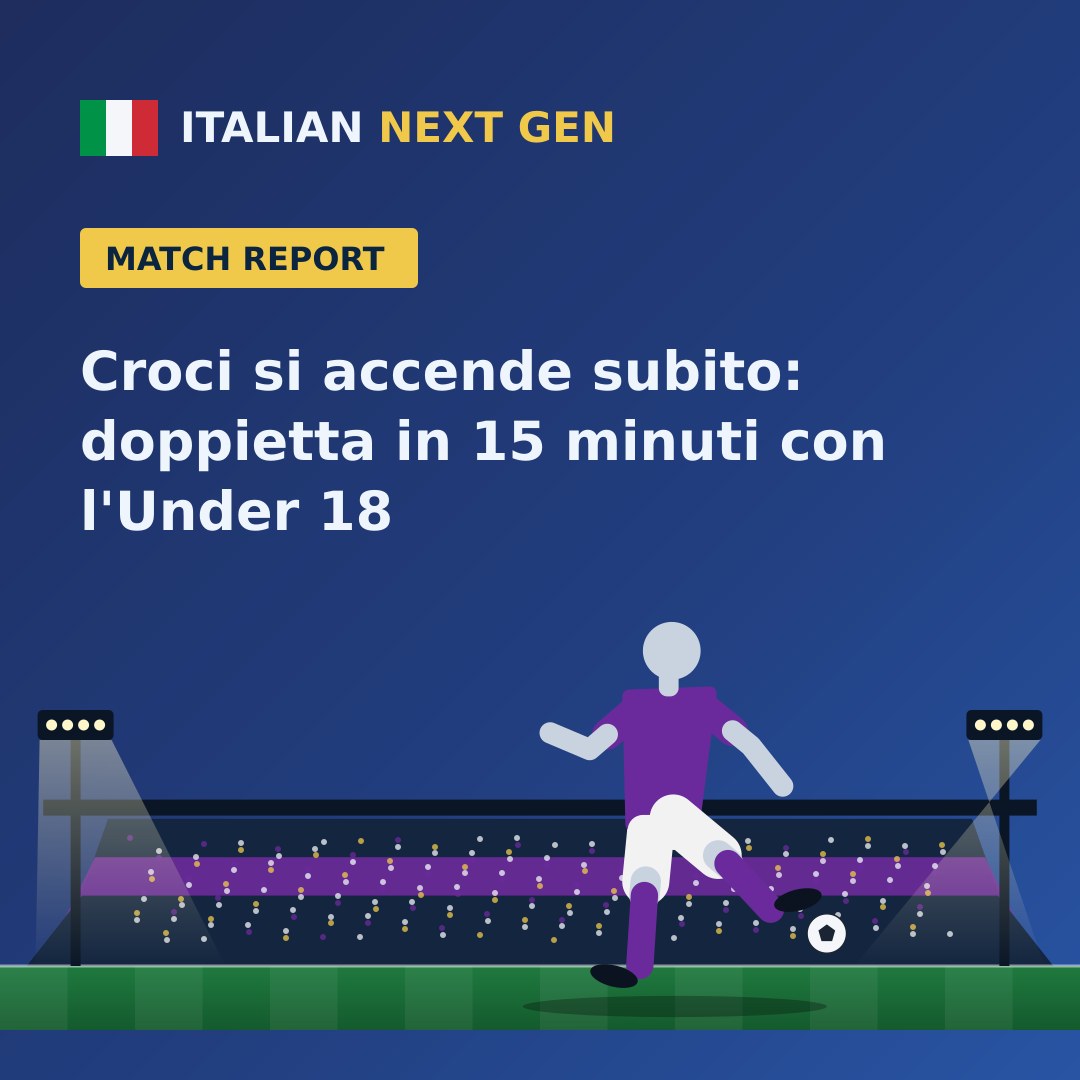 ITALIAN NEXT GEN
MATCH REPORT
Croci si accende subito:
doppietta in 15 minuti con
l'Under 18